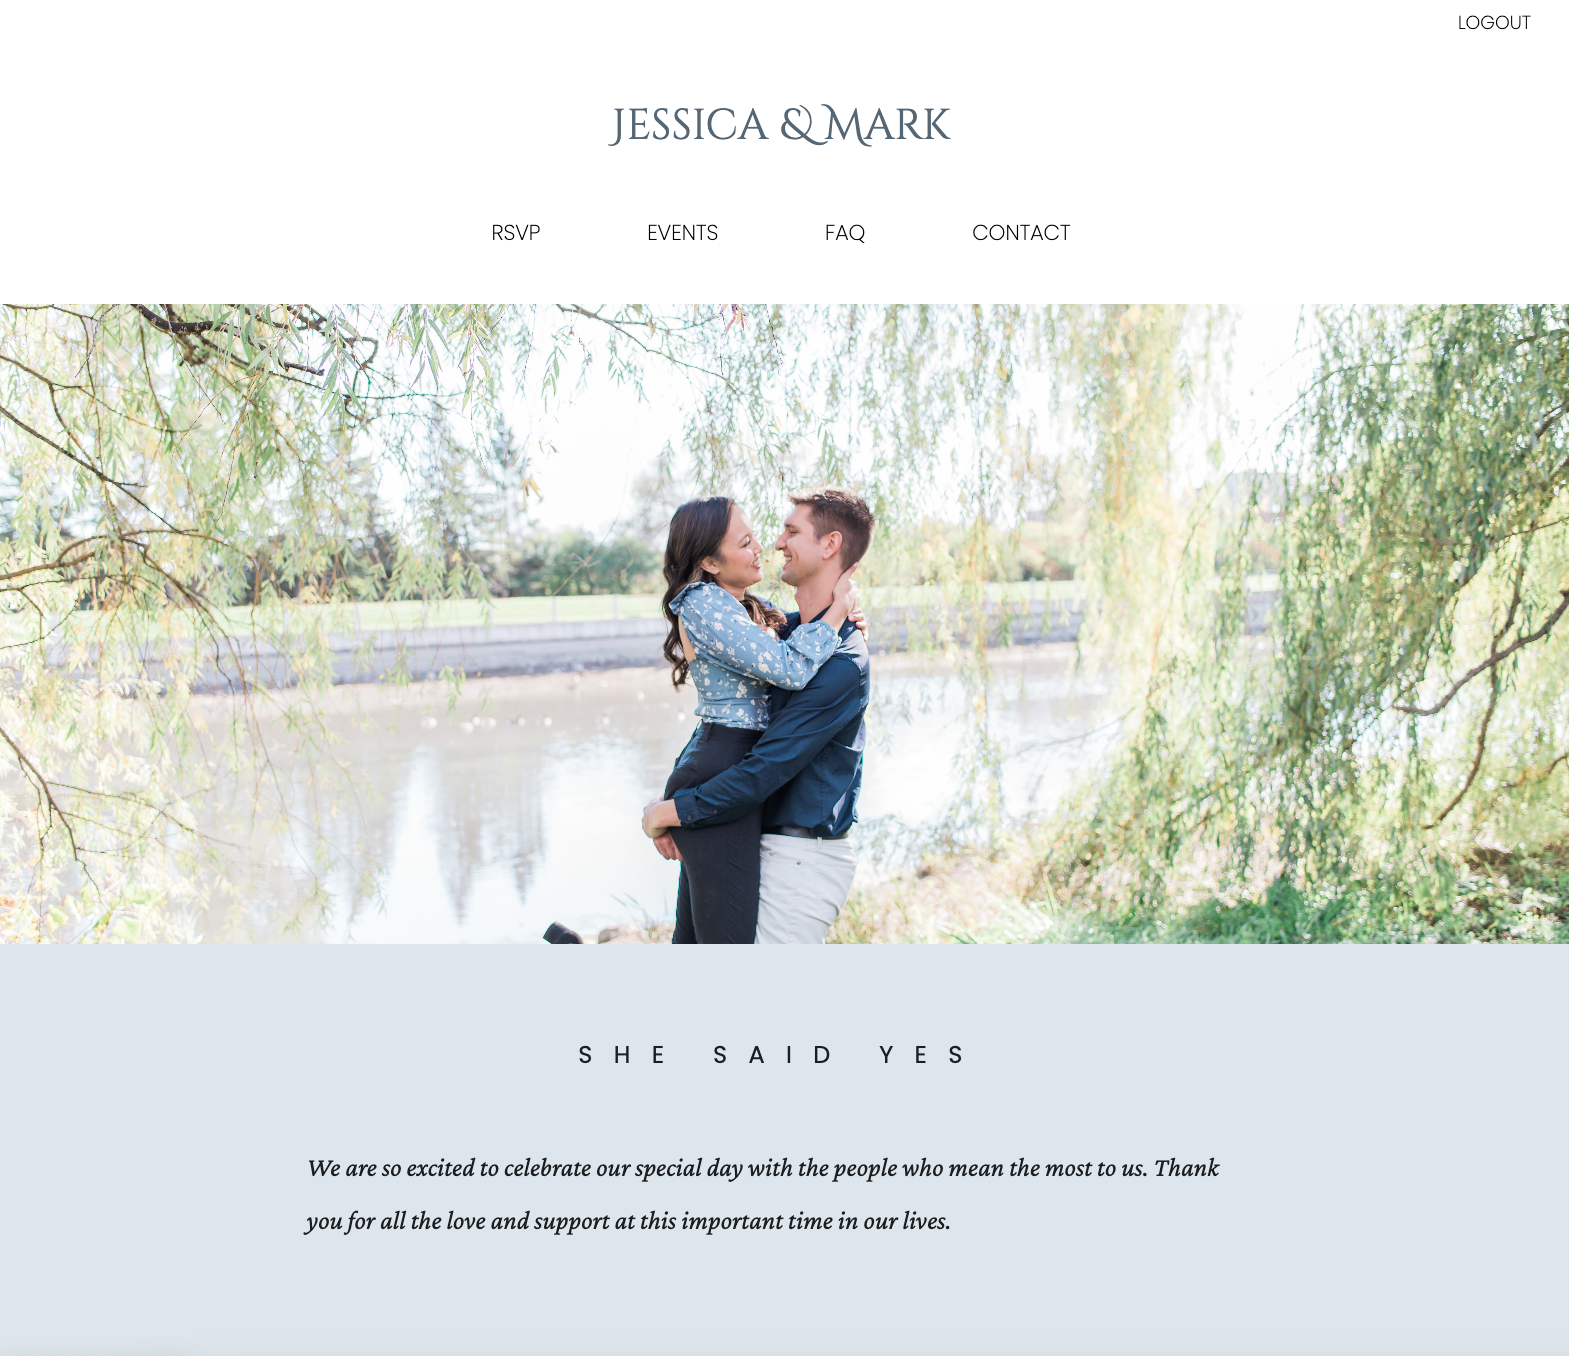 LOGOUT
JESSICA & MARK
RSVP EVENTS FAQ CONTACT
SHE SAID YES
We are so excited to celebrate our special day with the people who mean the most to us. Thank
you for all the love and support at this important time in our lives.